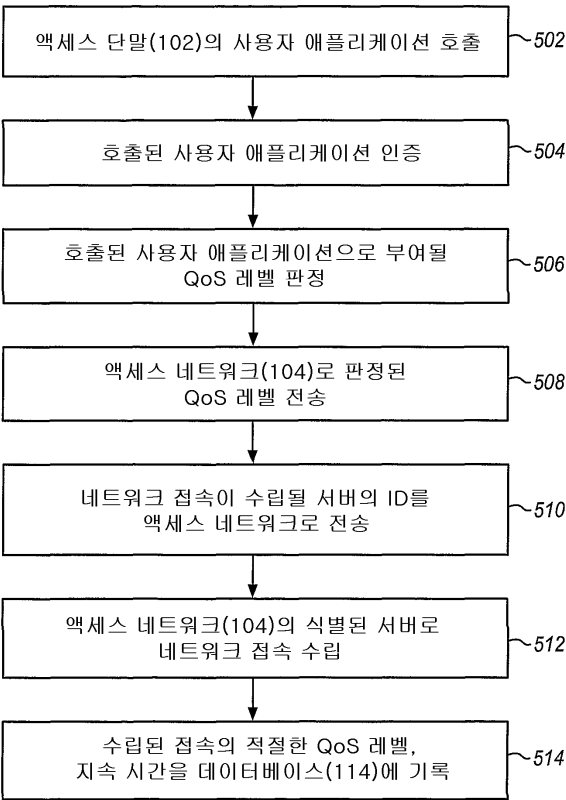 액세스 단말(102)의 사용자 애플리케이션 호출
502
호출된 사용자 애플리케이션 인증
504
호출된 사용자 애플리케이션으로 부여될
QoS 레벨 판정
506
액세스 네트워크(104)로 판정된
QoS 레벨 전송
508
네트워크 접속이 수립될 서버의 ID를
액세스 네트워크로 전송
510
액세스 네트워크(104)의 식별된 서버로
네트워크 접속 수립
512
수립된 접속의 적절한 QoS 레벨,
지속 시간을 데이터베이스(114)에 기록
514